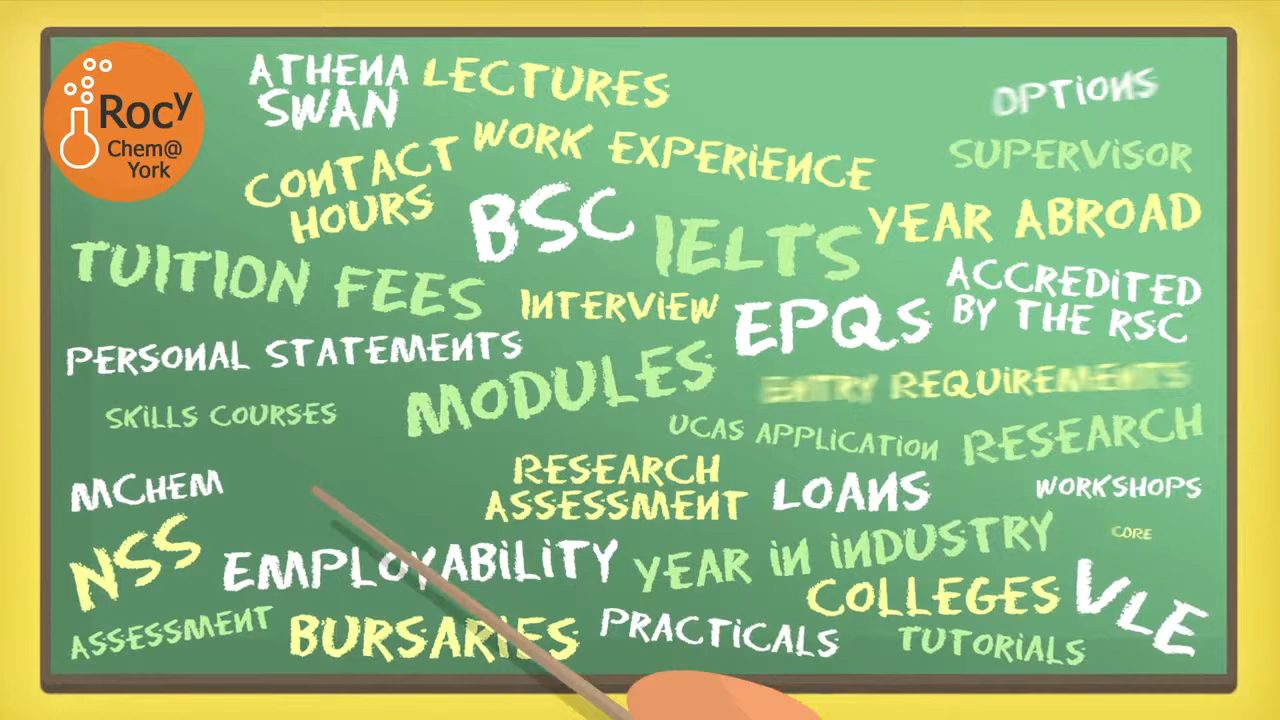 Rocy
Chem@
York
ATHENA
SWAN
LECTURES
OPTIONS
CONTACT
HOURS
WORK EXPERIENCE
SUPERVISOR
BSC
IELTS
YEAR ABROAD
TUITION FEES
INTERVIEW
EPQS
ACCREDITED
BY THE RSC
PERSONAL STATEMENTS
MODULES
ENTRY REQUIREMENTS
SKILLS COURSES
UCAS APPLICATION
RESEARCH
MCHEM
RESEARCH
ASSESSMENT
LOANS
WORKSHOPS
NSS
EMPLOYABILITY
YEAR IN INDUSTRY
CORE
COLLEGES
VLE
ASSESSMENT
BURSARIES
PRACTICALS
TUTORIALS